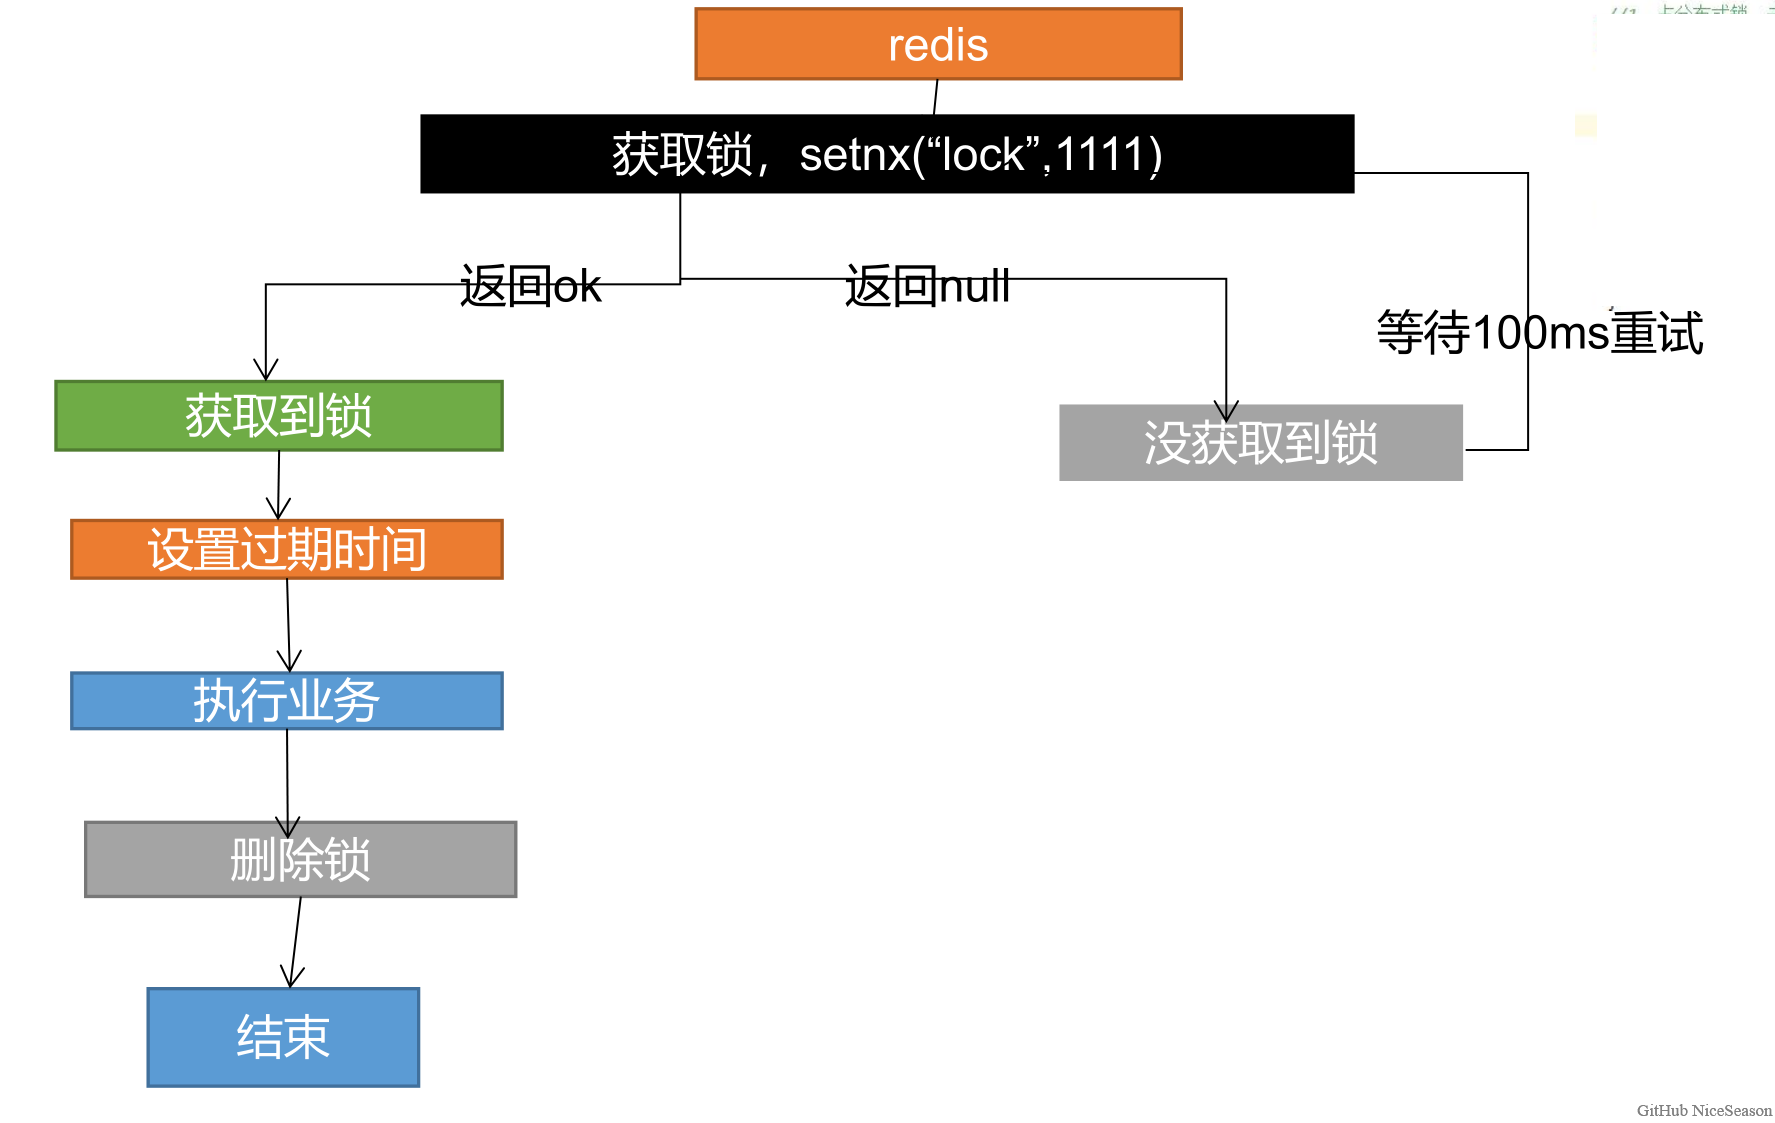 redis
获取锁，setnx(“lock”,1111)
返回ok
返回null
等待100ms重试
获取到锁
没获取到锁
设置过期时间
执行业务
删除锁
结束
GitHub NiceSeason